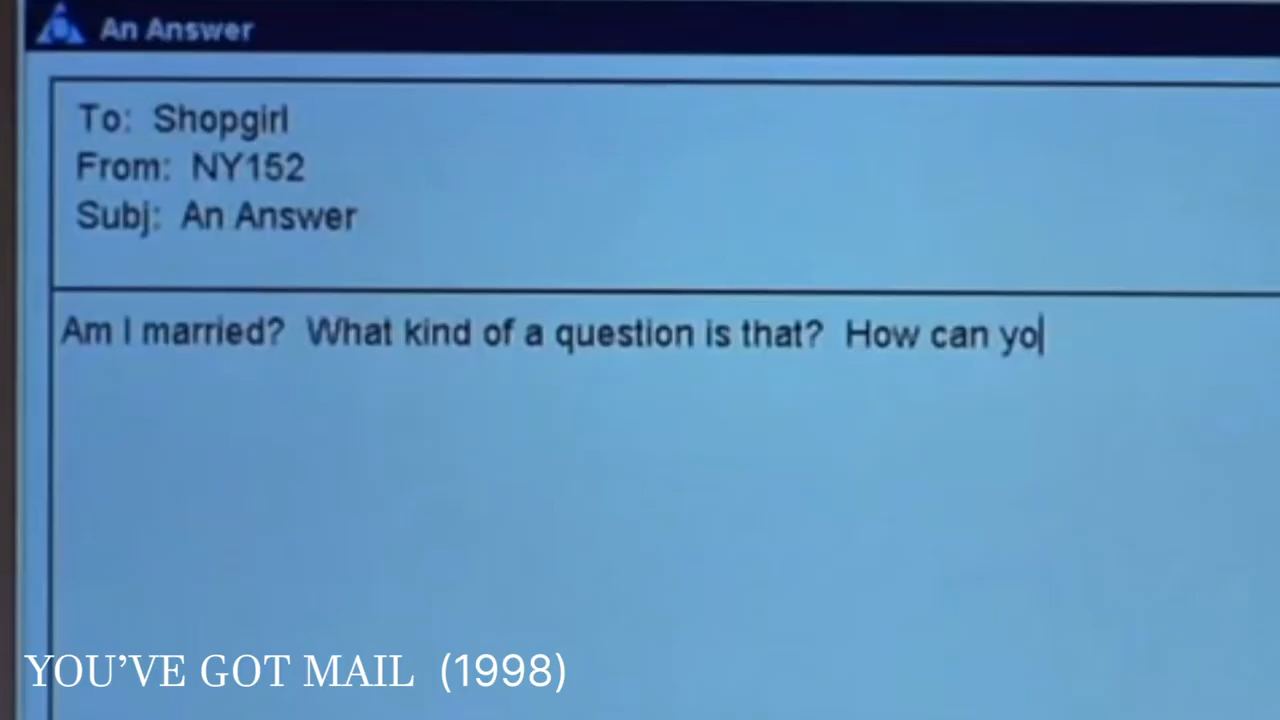 An Answer
To: Shopgirl
From: NY152
Subj: An Answer
Am I married? What kind of a question is that? How can yo
YOU’VE GOT MAIL (1998)